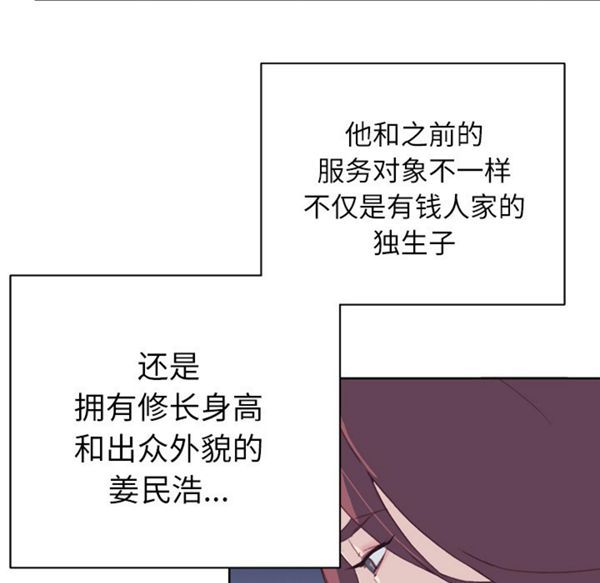 他和之前的
服务对象不一样
不仅是有钱人家的
独生子
还是
拥有修长身高
和出众外貌的
姜民浩...